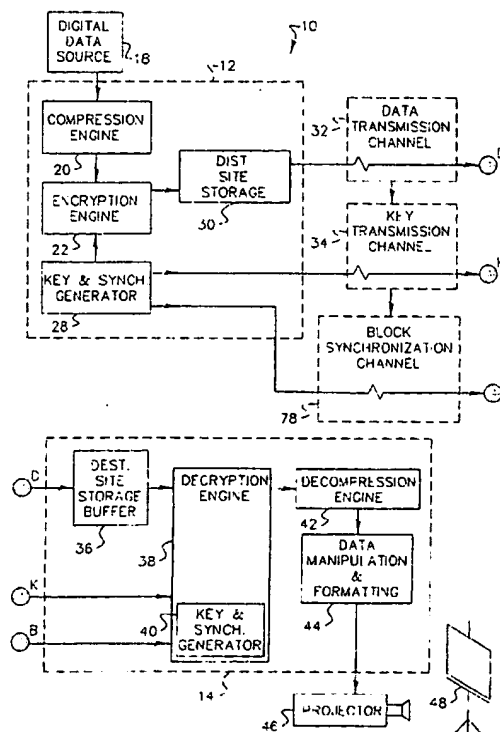 DIGITAL
DATA
SOURCE
18
10
12
COMPRESSION
ENGINE
20
ENCRYPTION
ENGINE
22
DIST
SITE
STORAGE
30
KEY & SYNCH
GENERATOR
28
32
DATA
TRANSMISSION
CHANNEL
34
KEY
TRANSMISSION
CHANNEL
BLOCK
SYNCHRONIZATION
CHANNEL
78
D
DEST.
SITE
STORAGE
BUFFER
36
DECRYPTION
ENGINE
38
DECOMPRESSION
ENGINE
42
DATA
MANIPULATION
&
FORMATTING
44
K
40
KEY &
SYNCH.
GENERATOR
B
14
PROJECTOR
46
48